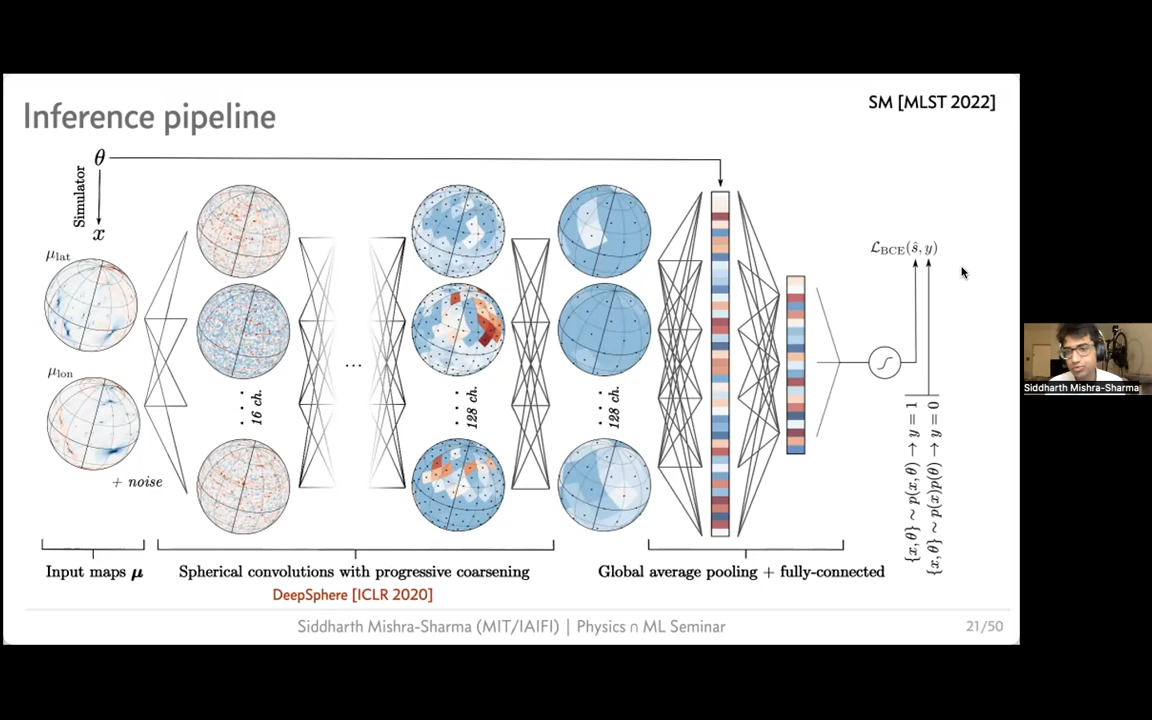 Inference pipeline
SM [MLST 2022]
θ
Simulator
x
μlat
μlon
+ noise
16 ch.
...
128 ch.
128 ch.
ℒBCE(ŝ, y)
{x, θ} ~ p(x, θ) → y = 1
{x, θ} ~ p(x)p(θ) → y = 0
Input maps μ
Spherical convolutions with progressive coarsening
Global average pooling + fully-connected
DeepSphere [ICLR 2020]
Siddharth Mishra-Sharma (MIT/IAIFI) | Physics ∩ ML Seminar
21/50
Siddharth Mishra-Sharma